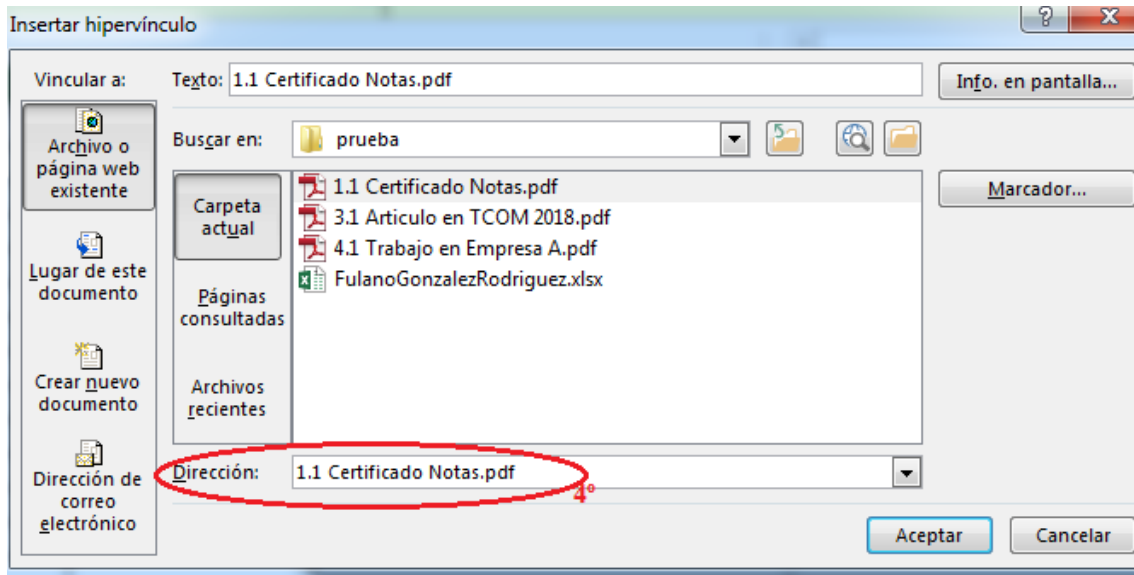 Insertar hipervínculo
Vincular a:
Texto: 1.1 Certificado Notas.pdf
Info. en pantalla...
Archivo o
página web
existente
Buscar en: prueba
Carpeta
actual
1.1 Certificado Notas.pdf
3.1 Articulo en TCOM 2018.pdf
4.1 Trabajo en Empresa A.pdf
FulanoGonzalezRodriguez.xlsx
Marcador...
Lugar de este
documento
Páginas
consultadas
Crear nuevo
documento
Archivos
recientes
Dirección de
correo
electrónico
Dirección: 1.1 Certificado Notas.pdf
4º
Aceptar
Cancelar